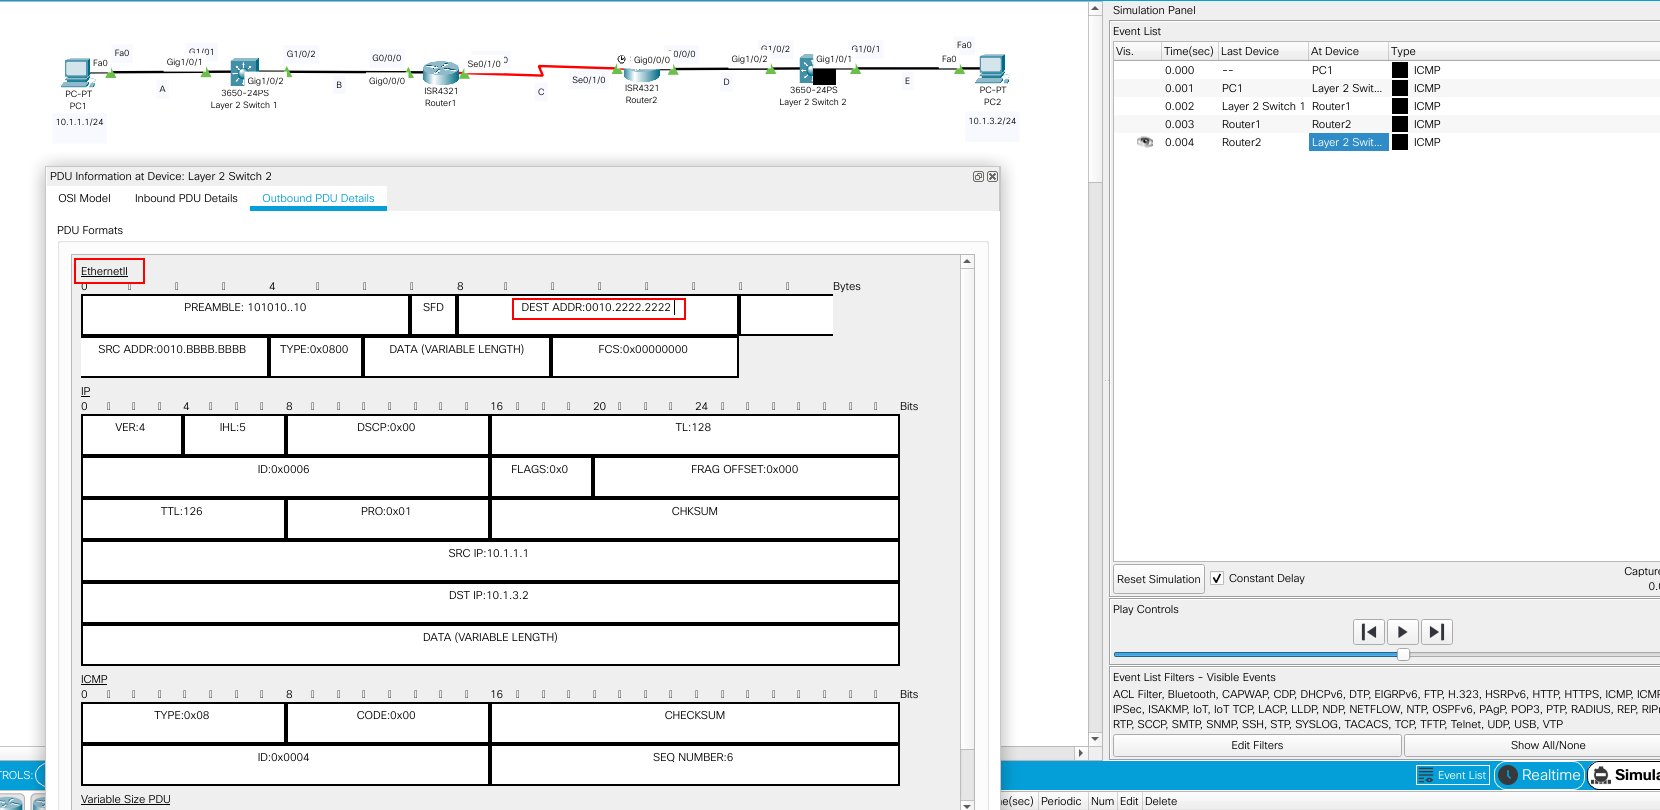 Simulation Panel
Event List
Vis. Time(sec) Last Device At Device Type
0.000 -- PC1 ICMP
0.001 PC1 Layer 2 Swit... ICMP
0.002 Layer 2 Switch 1 Router1 ICMP
0.003 Router1 Router2 ICMP
0.004 Router2 Layer 2 Swit... ICMP
Fa0
Fa0
G1/01
Gig1/0/1
Gig1/0/2
G1/0/2
G0/0/0
Gig0/0/0
Se0/1/0
Se0/1/0
Gig0/0/0
0/0/0
G1/0/2
Gig1/0/2
Gig1/0/1
G1/0/1
Fa0
Fa0
A
B
C
D
E
PC-PT
PC1
3650-24PS
Layer 2 Switch 1
ISR4321
Router1
ISR4321
Router2
3650-24PS
Layer 2 Switch 2
PC-PT
PC2
10.1.1.1/24
10.1.3.2/24
PDU Information at Device: Layer 2 Switch 2
OSI Model Inbound PDU Details Outbound PDU Details
PDU Formats
EthernetII
0 4 8 Bytes
PREAMBLE: 101010..10 SFD DEST ADDR:0010.2222.2222
SRC ADDR:0010.BBBB.BBBB TYPE:0x0800 DATA (VARIABLE LENGTH) FCS:0x00000000
IP
0 4 8 16 20 24 Bits
VER:4 IHL:5 DSCP:0x00 TL:128
ID:0x0006 FLAGS:0x0 FRAG OFFSET:0x000
TTL:126 PRO:0x01 CHKSUM
SRC IP:10.1.1.1
DST IP:10.1.3.2
DATA (VARIABLE LENGTH)
ICMP
0 8 16 Bits
TYPE:0x08 CODE:0x00 CHECKSUM
ID:0x0004 SEQ NUMBER:6
Variable Size PDU
Reset Simulation Constant Delay Capture
0.
Play Controls
Event List Filters - Visible Events
ACL Filter, Bluetooth, CAPWAP, CDP, DHCPv6, DTP, EIGRPv6, FTP, H.323, HSRPv6, HTTP, HTTPS, ICMP, ICM
IPSec, ISAKMP, IoT, IoT TCP, LACP, LLDP, NDP, NETFLOW, NTP, OSPFv6, PAgP, POP3, PTP, RADIUS, REP, RIP
RTP, SCCP, SMTP, SNMP, SSH, STP, SYSLOG, TACACS, TCP, TFTP, Telnet, UDP, USB, VTP
Edit Filters Show All/None
ROLS: Event List Realtime Simula
e(sec) Periodic Num Edit Delete